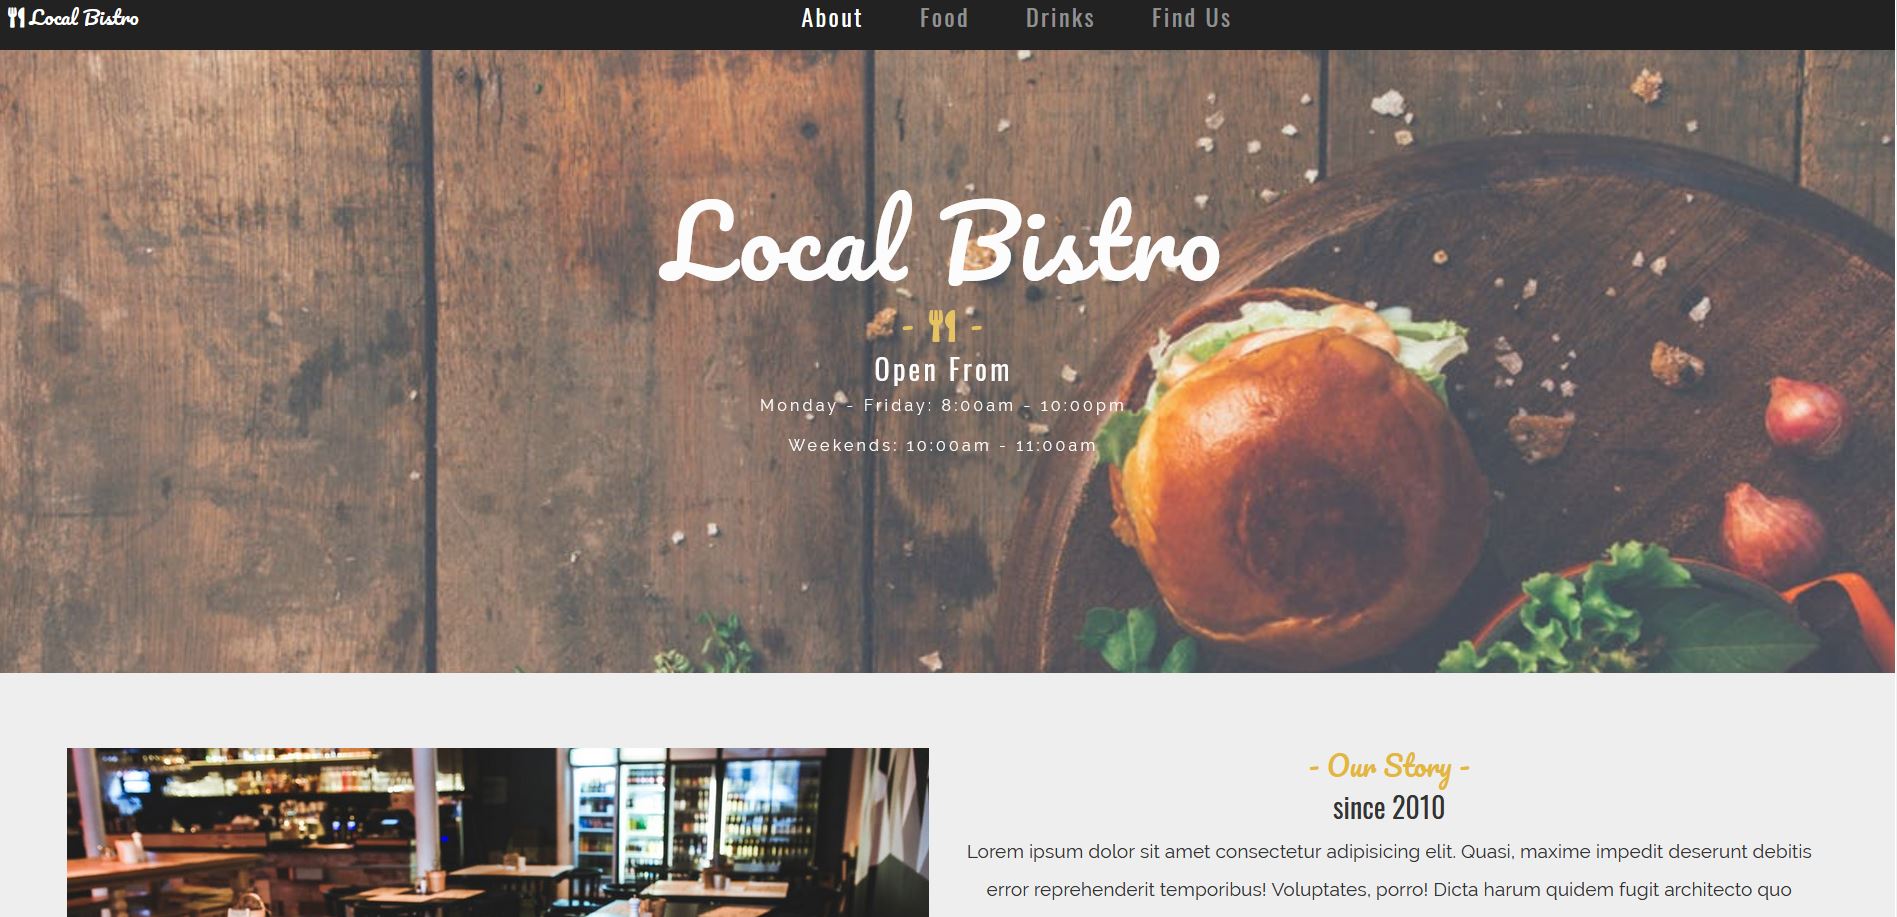 Local Bistro
About Food Drinks Find Us
Local Bistro
- -
Open From
Monday - Friday: 8:00am - 10:00pm
Weekends: 10:00am - 11:00am
- Our Story -
since 2010
Lorem ipsum dolor sit amet consectetur adipisicing elit. Quasi, maxime impedit deserunt debitis
error reprehenderit temporibus! Voluptates, porro! Dicta harum quidem fugit architecto quo